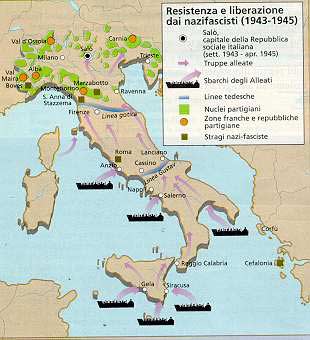 Resistenza e liberazione
dai nazifascisti (1943-1945)
Salò,
capitale della Repubblica
sociale Italiana
(sett. 1943 - apr. 1945)
Truppe alleate
Sbarchi degli Alleati
Linee tedesche
Nuclei partigiani
Zone franche e repubbliche
partigiane
Stragi nazi-fasciste
Val d'Ossola
Carnia
Salò
Milano
Trieste
Alba
Val
Maira
Boves
Montefiorino
Marzabotto
S. Anna di
Stazzema
Ravenna
Firenze
Linea gotica
Roma
Lanciano
Anzio
Cassino
Linea Gustav
Napoli
Salerno
Corfù
Reggio Calabria
Cefalonia
Gela
Siracusa